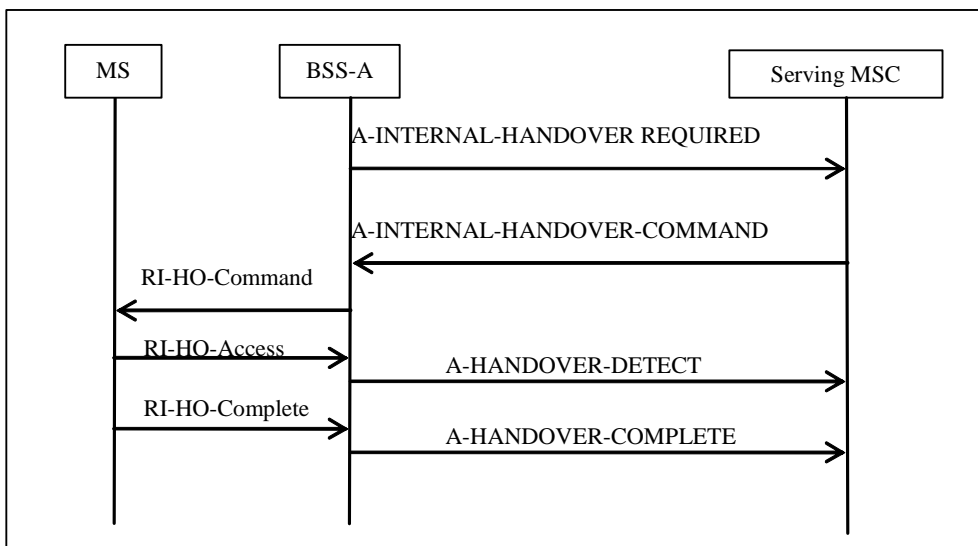 MS
BSS-A
Serving MSC
A-INTERNAL-HANDOVER REQUIRED
A-INTERNAL-HANDOVER-COMMAND
RI-HO-Command
RI-HO-Access
A-HANDOVER-DETECT
RI-HO-Complete
A-HANDOVER-COMPLETE